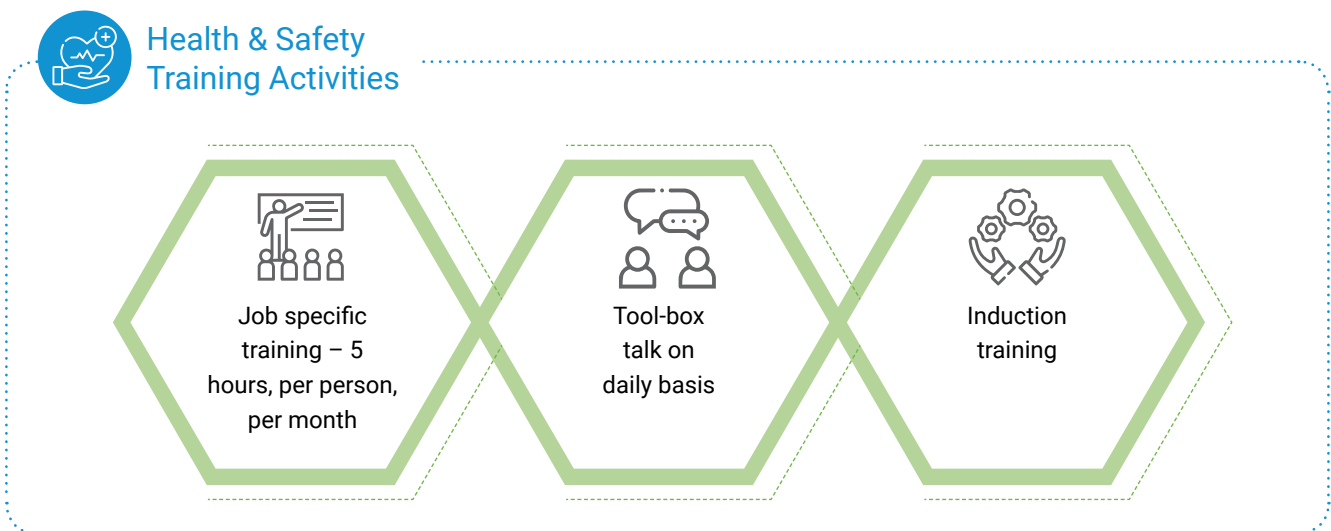 Health & Safety
Training Activities
Job specific
training – 5
hours, per person,
per month
Tool-box
talk on
daily basis
Induction
training